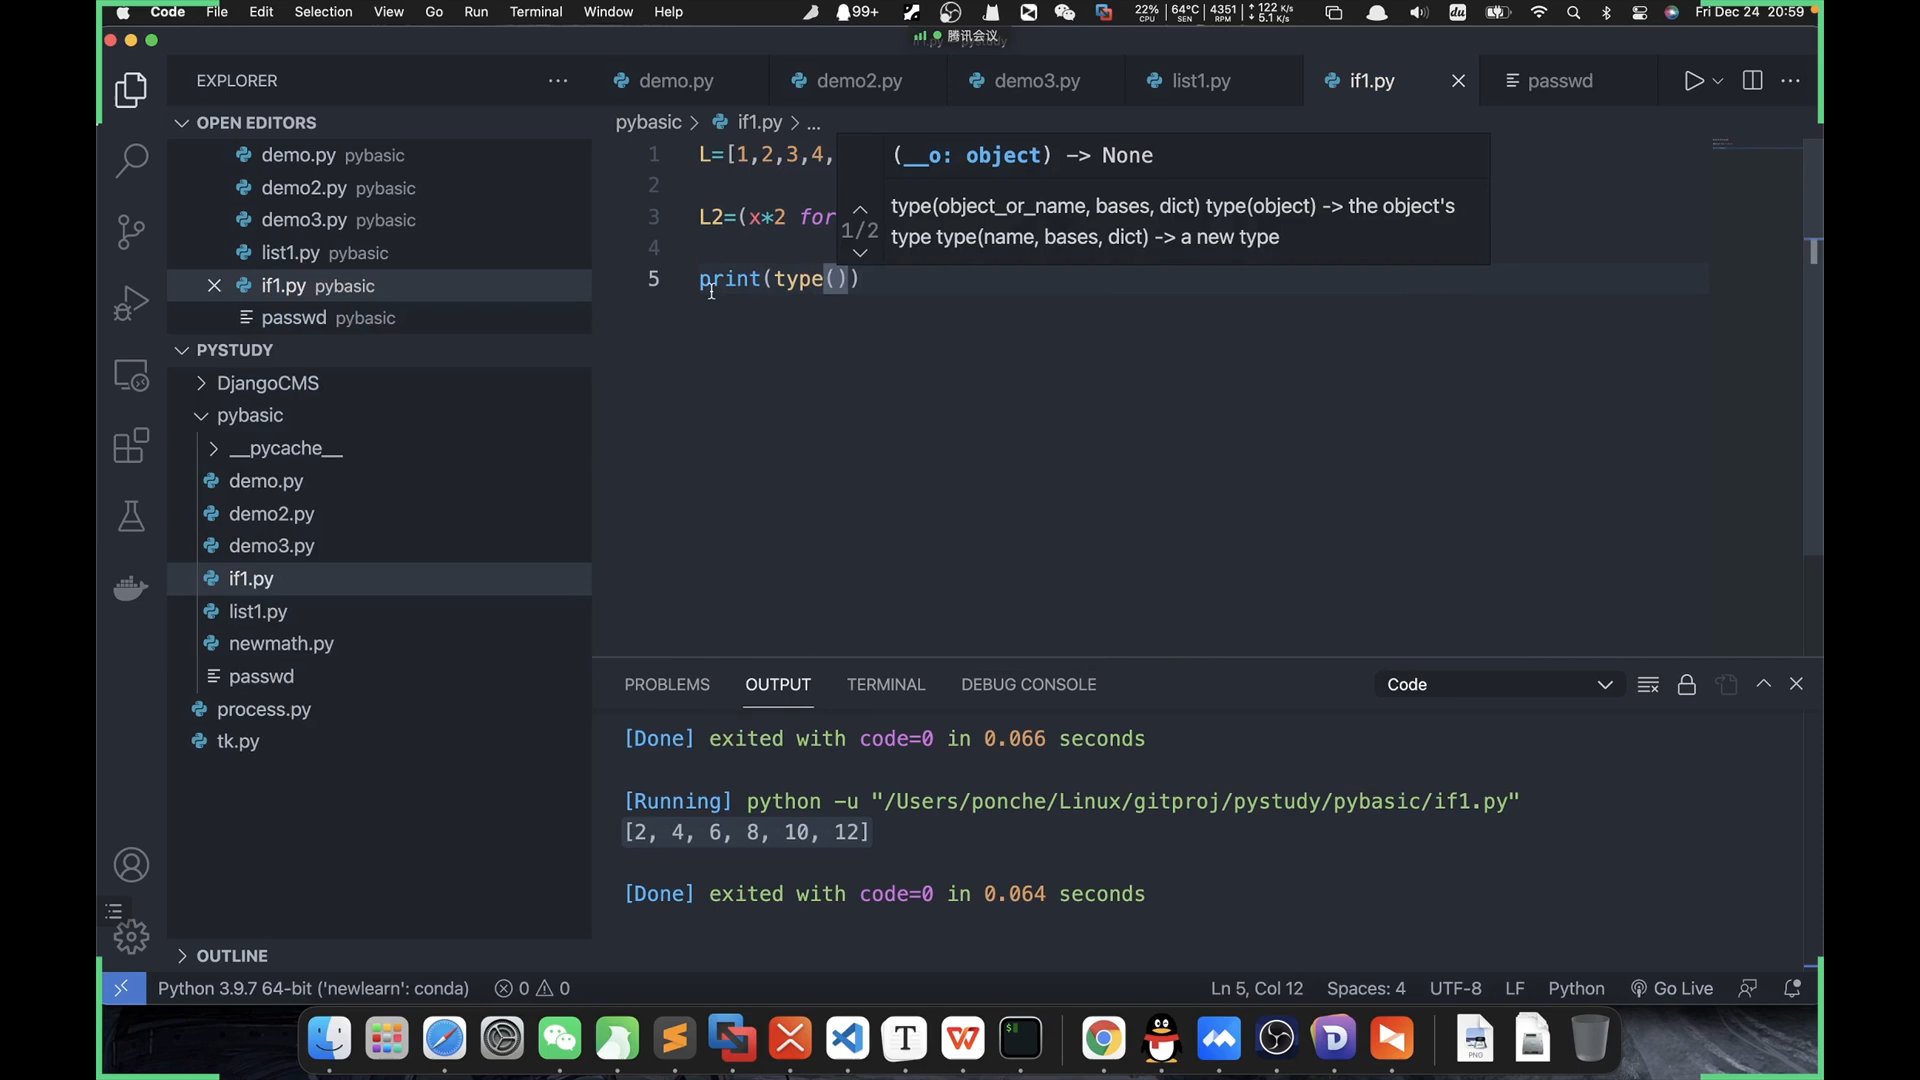 Code File Edit Selection View Go Run Terminal Window Help 99+ 22% CPU 64°C SEN 4351 RPM 122 K/s 5.1 K/s du Fri Dec 24 20:59
腾讯会议
EXPLORER
demo.py demo2.py demo3.py list1.py if1.py passwd
OPEN EDITORS
demo.py pybasic
demo2.py pybasic
demo3.py pybasic
list1.py pybasic
if1.py pybasic
passwd pybasic
PYSTUDY
DjangoCMS
pybasic
__pycache__
demo.py
demo2.py
demo3.py
if1.py
list1.py
newmath.py
passwd
process.py
tk.py
OUTLINE
pybasic > if1.py > ...
1 L=[1,2,3,4,
2
3 L2=(x*2 for
4
5 print(type())
(__o: object) -> None
type(object_or_name, bases, dict) type(object) -> the object's
1/2
type type(name, bases, dict) -> a new type
PROBLEMS OUTPUT TERMINAL DEBUG CONSOLE Code
[Done] exited with code=0 in 0.066 seconds
[Running] python -u "/Users/ponche/Linux/gitproj/pystudy/pybasic/if1.py"
[2, 4, 6, 8, 10, 12]
[Done] exited with code=0 in 0.064 seconds
Python 3.9.7 64-bit ('newlearn': conda) 0 0 Ln 5, Col 12 Spaces: 4 UTF-8 LF Python Go Live
$ T W D PNG